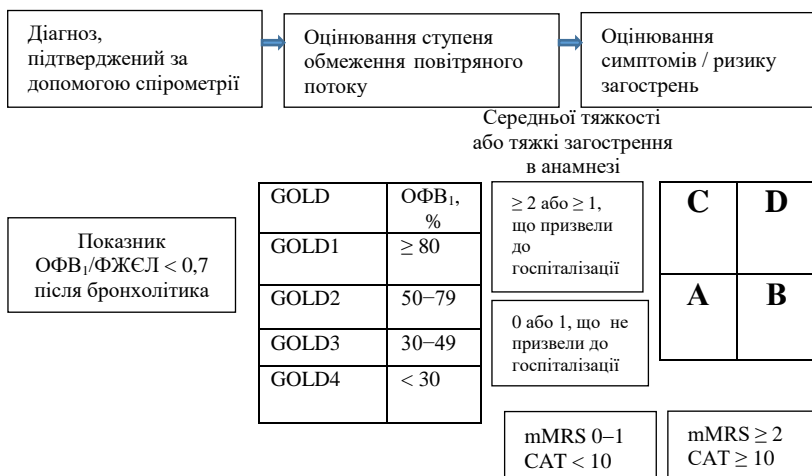 Діагноз,
підтверджений за
допомогою спірометрії
Оцінювання ступеня
обмеження повітряного
потоку
Оцінювання
симптомів / ризику
загострень
Середньої тяжкості
або тяжкі загострення
в анамнезі
Показник
ОФВ₁/ФЖЄЛ < 0,7
після бронхолітика
GOLD ОФВ₁,
%
GOLD1 ≥ 80
GOLD2 50−79
GOLD3 30−49
GOLD4 < 30
≥ 2 або ≥ 1,
що призвели
до
госпіталізації
0 або 1, що не
призвели до
госпіталізації
C D
A B
mMRS 0–1
CAT < 10
mMRS ≥ 2
CAT ≥ 10